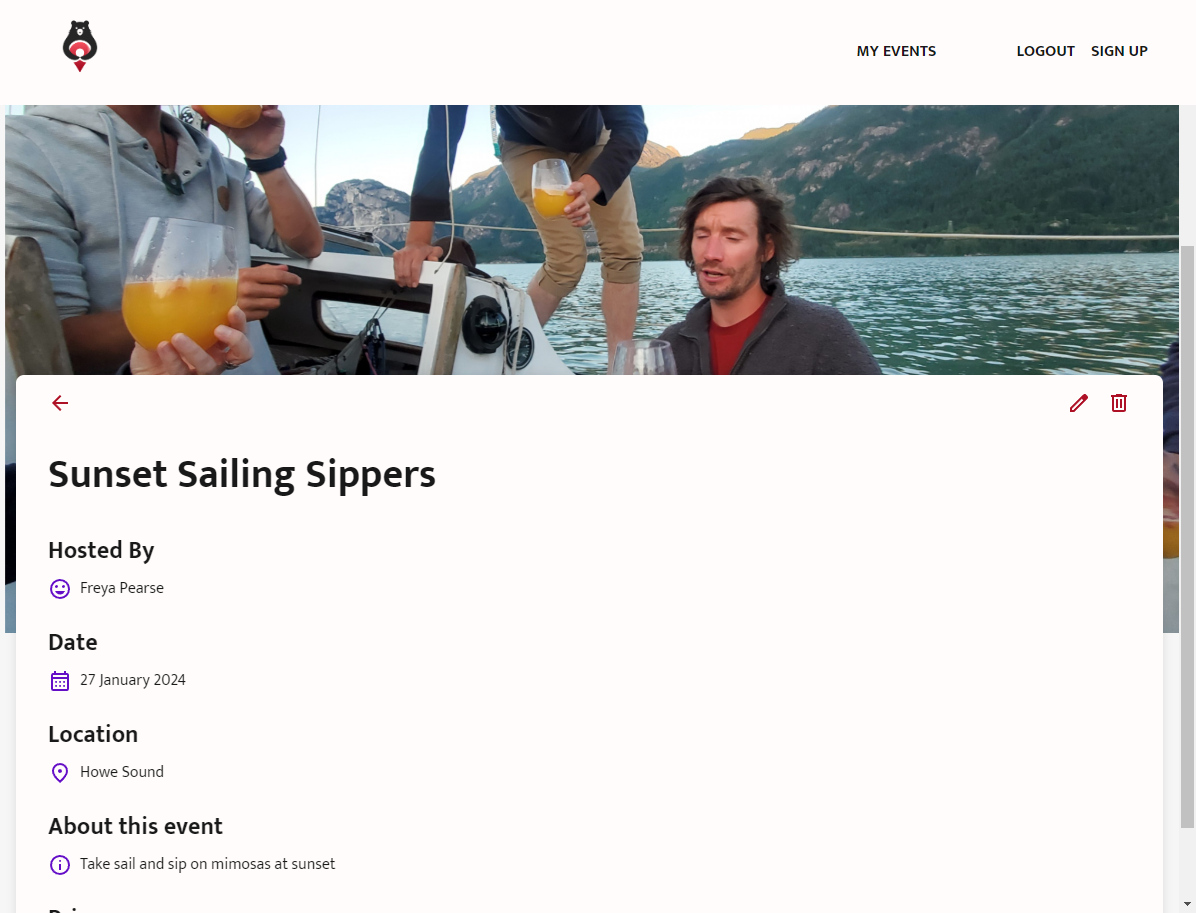 MY EVENTS
LOGOUT
SIGN UP
Sunset Sailing Sippers
Hosted By
Freya Pearse
Date
27 January 2024
Location
Howe Sound
About this event
Take sail and sip on mimosas at sunset